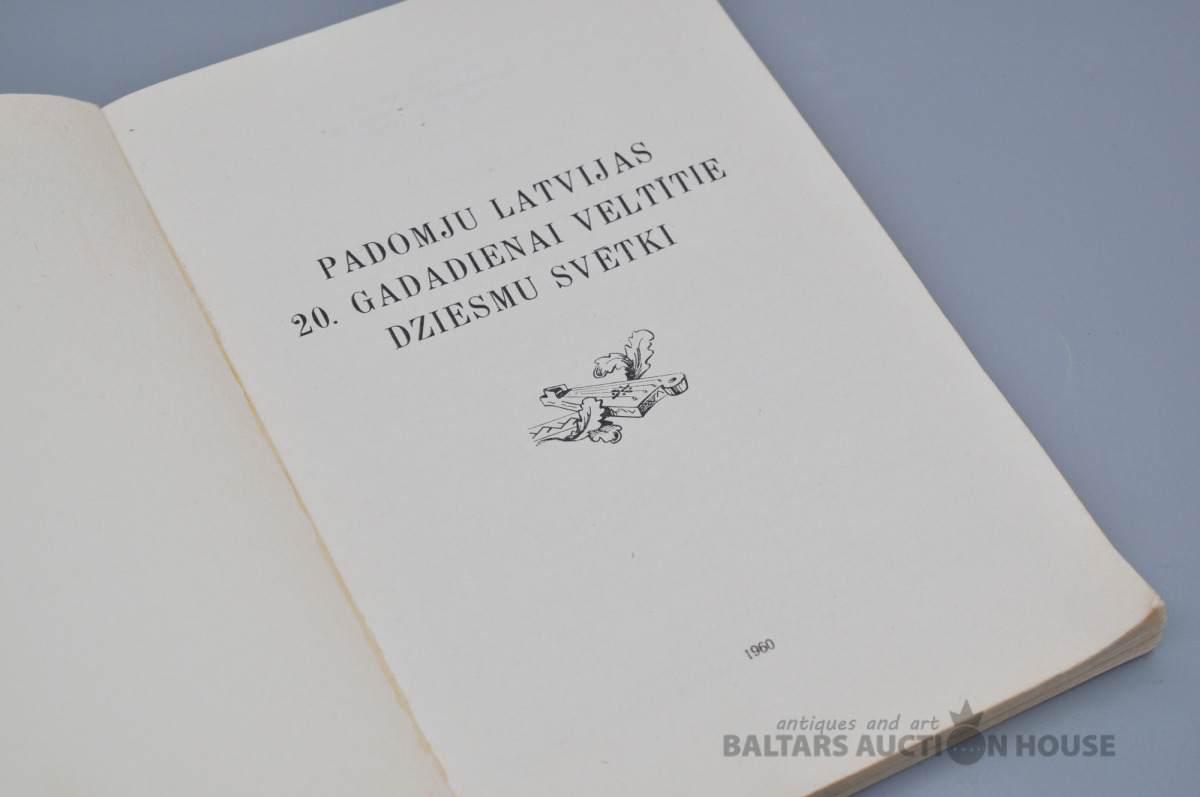 PADOMJU LATVIJAS
20. GADADIENAI VELTĪTIE
DZIESMU SVĒTKI
1960
antiques and art
BALTARS AUCTION HOUSE